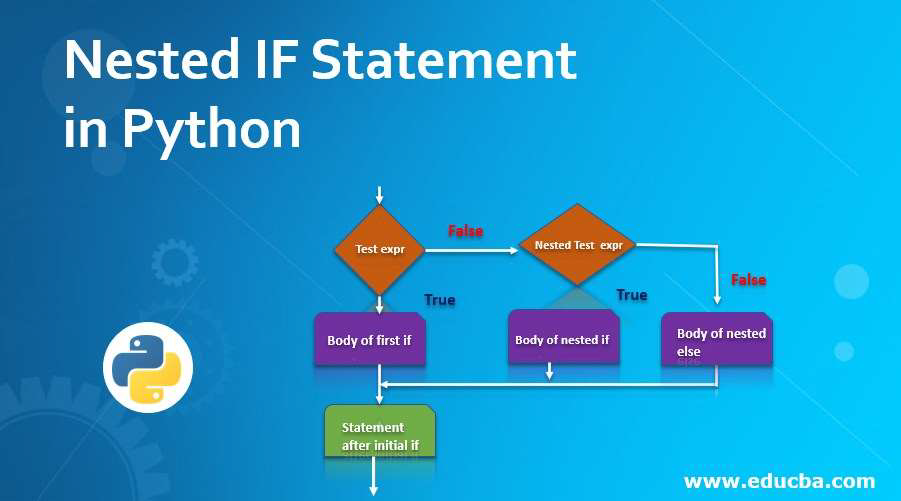 Nested IF Statement
in Python
Test expr
False
Nested Test expr
False
True
True
Body of first if
Body of nested if
Body of nested
else
Statement
after initial if
www.educba.com